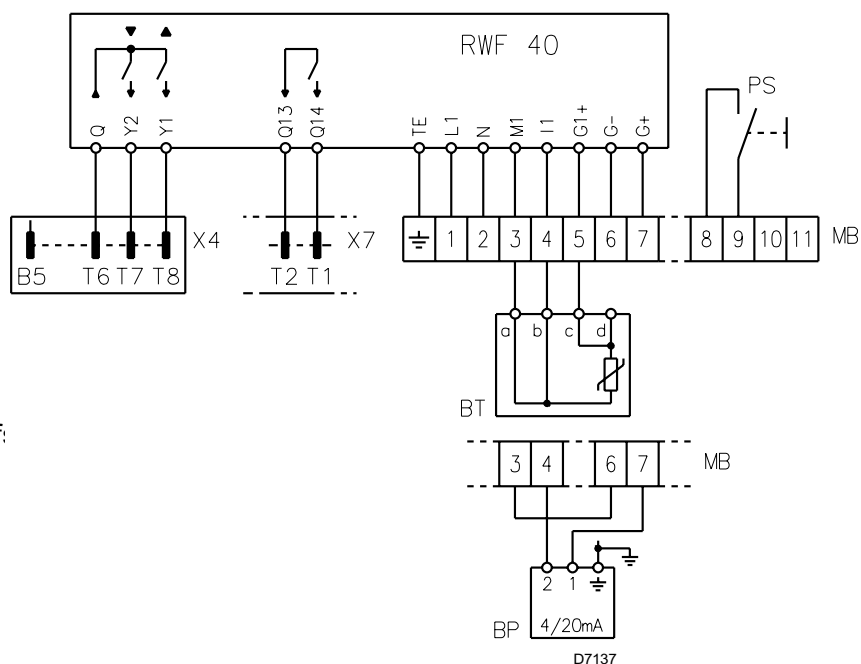 RWF 40
PS
Q Y2 Y1 Q13 Q14 TE L1 N M1 I1 G1+ G- G+
B5 T6 T7 T8 X4
T2 T1 X7
1 2 3 4 5 6 7 8 9 10 11 MB
a b c d
BT
3 4 6 7 MB
2 1
BP 4/20mA
D7137